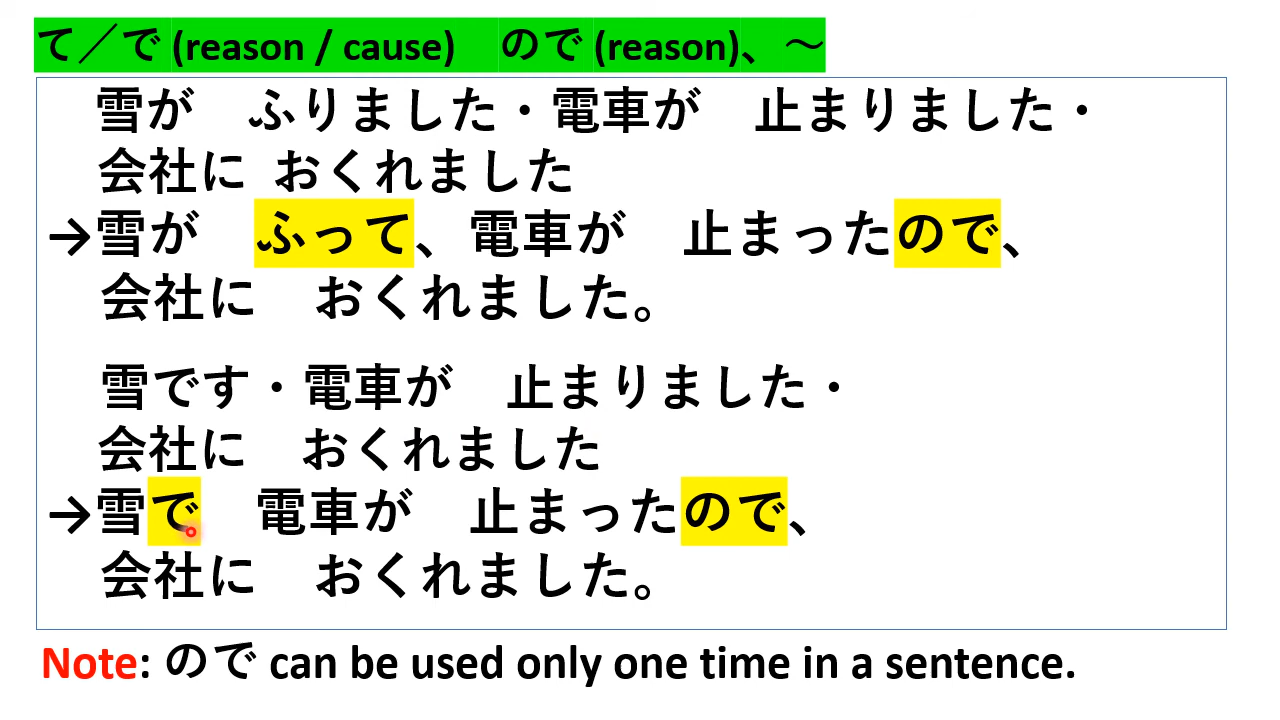 て／で (reason / cause)　ので (reason)、～
雪が　ふりました・電車が　止まりました・
会社に おくれました
→雪が　ふって、電車が　止まったので、
会社に　おくれました。
雪です・電車が　止まりました・
会社に　おくれました
→雪で　電車が　止まったので、
会社に　おくれました。
Note: ので can be used only one time in a sentence.